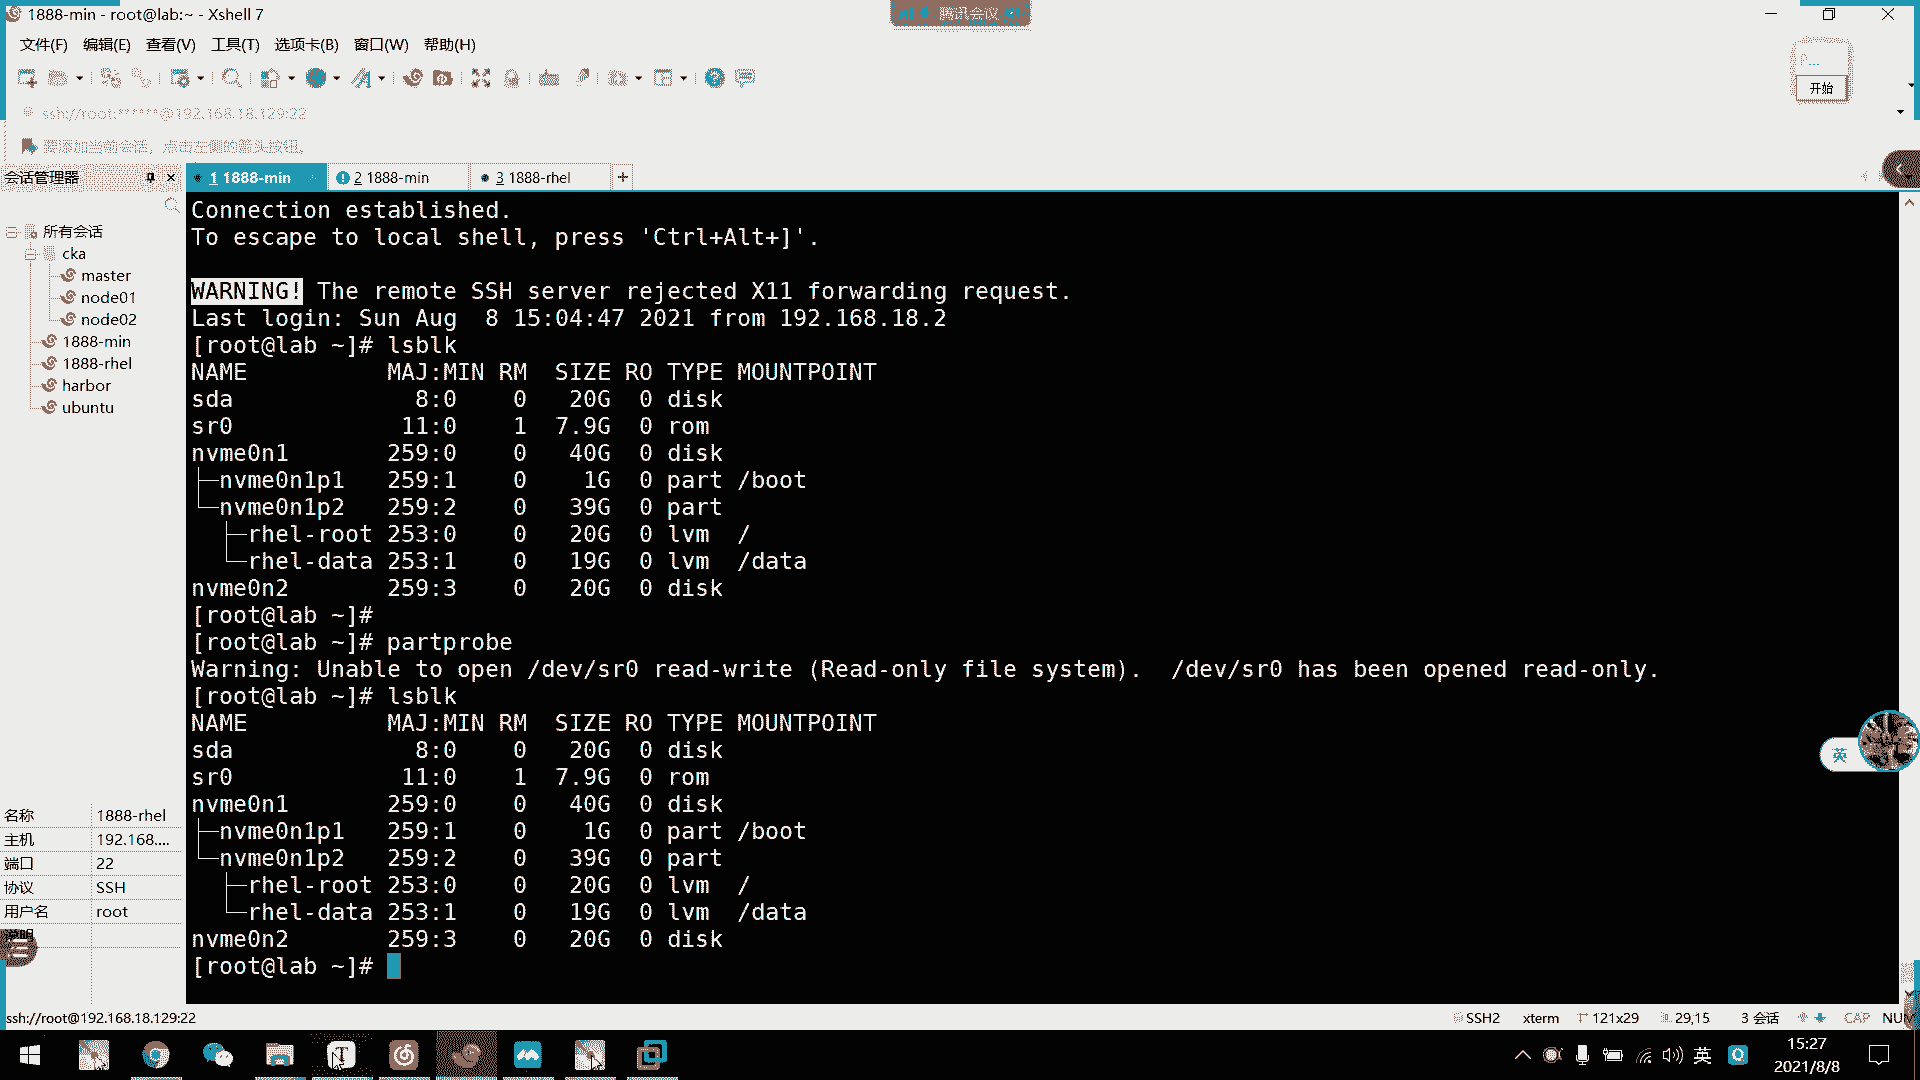 1888-min - root@lab:~ - Xshell 7
腾讯会议
文件(F) 编辑(E) 查看(V) 工具(T) 选项卡(B) 窗口(W) 帮助(H)
开始
ssh://root:******@192.168.18.129:22
要添加当前会话，点击左侧的箭头按钮。
会话管理器
1 1888-min
2 1888-min
3 1888-rhel
+
所有会话
cka
master
node01
node02
1888-min
1888-rhel
harbor
ubuntu
Connection established.
To escape to local shell, press 'Ctrl+Alt+]'.
WARNING! The remote SSH server rejected X11 forwarding request.
Last login: Sun Aug  8 15:04:47 2021 from 192.168.18.2
[root@lab ~]# lsblk
NAME          MAJ:MIN RM  SIZE RO TYPE MOUNTPOINT
sda             8:0    0   20G  0 disk
sr0            11:0    1  7.9G  0 rom
nvme0n1       259:0    0   40G  0 disk
├─nvme0n1p1   259:1    0    1G  0 part /boot
└─nvme0n1p2   259:2    0   39G  0 part
  ├─rhel-root 253:0    0   20G  0 lvm  /
  └─rhel-data 253:1    0   19G  0 lvm  /data
nvme0n2       259:3    0   20G  0 disk
[root@lab ~]#
[root@lab ~]# partprobe
Warning: Unable to open /dev/sr0 read-write (Read-only file system).  /dev/sr0 has been opened read-only.
[root@lab ~]# lsblk
NAME          MAJ:MIN RM  SIZE RO TYPE MOUNTPOINT
sda             8:0    0   20G  0 disk
sr0            11:0    1  7.9G  0 rom
nvme0n1       259:0    0   40G  0 disk
├─nvme0n1p1   259:1    0    1G  0 part /boot
└─nvme0n1p2   259:2    0   39G  0 part
  ├─rhel-root 253:0    0   20G  0 lvm  /
  └─rhel-data 253:1    0   19G  0 lvm  /data
nvme0n2       259:3    0   20G  0 disk
[root@lab ~]#
英
名称 1888-rhel
主机 192.168....
端口 22
协议 SSH
用户名 root
说明
ssh://root@192.168.18.129:22
SSH2 xterm 121x29 29,15 3 会话 CAP NUM
英
15:27
2021/8/8